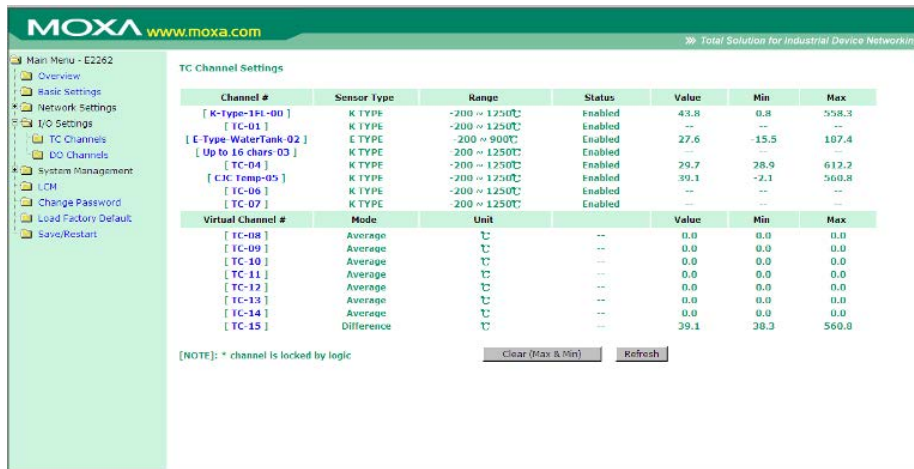 MOXA www.moxa.com
Total Solution for Industrial Device Networkin
Main Menu - E2262
Overview
Basic Settings
Network Settings
I/O Settings
TC Channels
DO Channels
System Management
LCM
Change Password
Load Factory Default
Save/Restart
TC Channel Settings
Channel # Sensor Type Range Status Value Min Max
[ K-Type-1FL-00 ] K TYPE -200 ~ 1250℃ Enabled 43.8 0.8 558.3
[ TC-01 ] K TYPE -200 ~ 1250℃ Enabled -- -- --
[ E-Type-WaterTank-02 ] E TYPE -200 ~ 900℃ Enabled 27.6 -15.5 187.4
[ Up to 16 chars-03 ] K TYPE -200 ~ 1250℃ Enabled -- -- --
[ TC-04 ] K TYPE -200 ~ 1250℃ Enabled 29.7 28.9 612.2
[ CJC Temp-05 ] K TYPE -200 ~ 1250℃ Enabled 39.1 -2.1 560.8
[ TC-06 ] K TYPE -200 ~ 1250℃ Enabled -- -- --
[ TC-07 ] K TYPE -200 ~ 1250℃ Enabled -- -- --
Virtual Channel # Mode Unit Value Min Max
[ TC-08 ] Average ℃ -- 0.0 0.0 0.0
[ TC-09 ] Average ℃ -- 0.0 0.0 0.0
[ TC-10 ] Average ℃ -- 0.0 0.0 0.0
[ TC-11 ] Average ℃ -- 0.0 0.0 0.0
[ TC-12 ] Average ℃ -- 0.0 0.0 0.0
[ TC-13 ] Average ℃ -- 0.0 0.0 0.0
[ TC-14 ] Average ℃ -- 0.0 0.0 0.0
[ TC-15 ] Difference ℃ -- 39.1 38.3 560.8
[NOTE]: * channel is locked by logic
Clear (Max & Min) Refresh